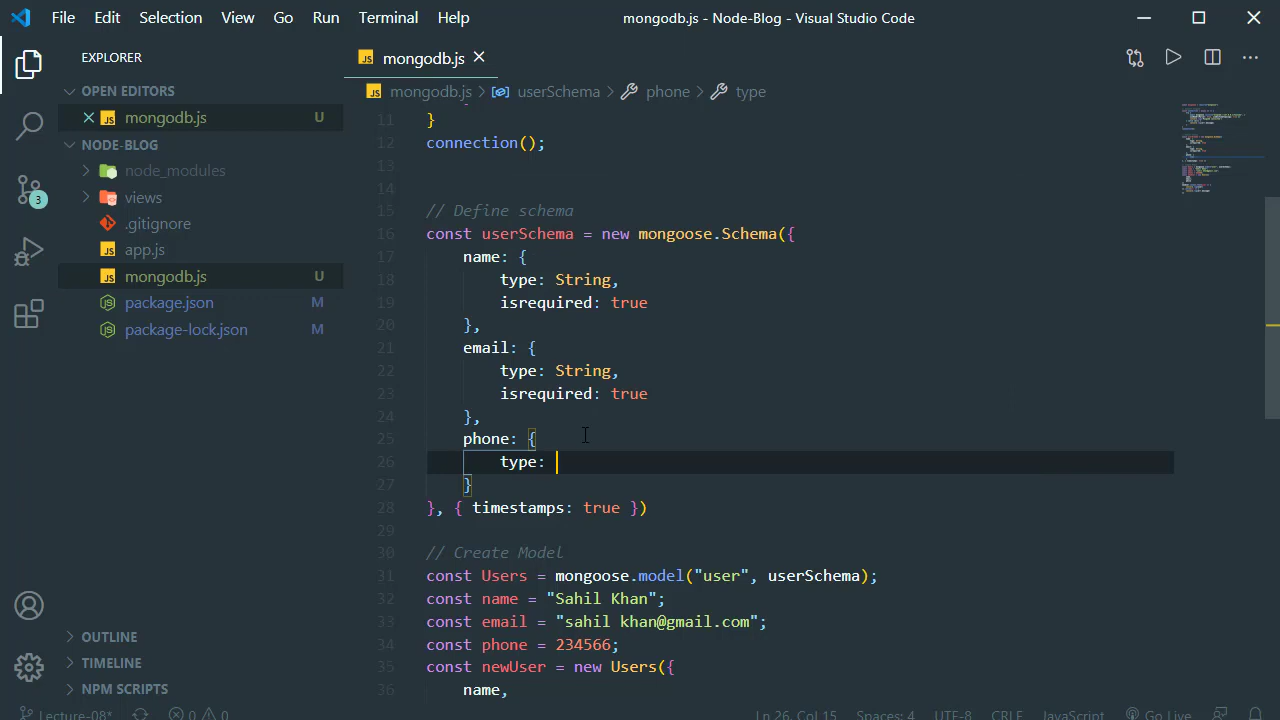 File Edit Selection View Go Run Terminal Help
mongodb.js - Node-Blog - Visual Studio Code
EXPLORER
OPEN EDITORS
mongodb.js U
NODE-BLOG
node_modules
views
.gitignore
app.js
mongodb.js U
package.json M
package-lock.json M
OUTLINE
TIMELINE
NPM SCRIPTS
3
mongodb.js
mongodb.js > userSchema > phone > type
11 }
12 connection();
13
14
15 // Define schema
16 const userSchema = new mongoose.Schema({
17 name: {
18 type: String,
19 isrequired: true
20 },
21 email: {
22 type: String,
23 isrequired: true
24 },
25 phone: {
26 type:
27 }
28 }, { timestamps: true })
29
30 // Create Model
31 const Users = mongoose.model("user", userSchema);
32 const name = "Sahil Khan";
33 const email = "sahil khan@gmail.com";
34 const phone = 234566;
35 const newUser = new Users({
36 name,
Lecture-08* 0 0 Ln 26, Col 15 Spaces: 4 UTF-8 CRLF JavaScript Go Live